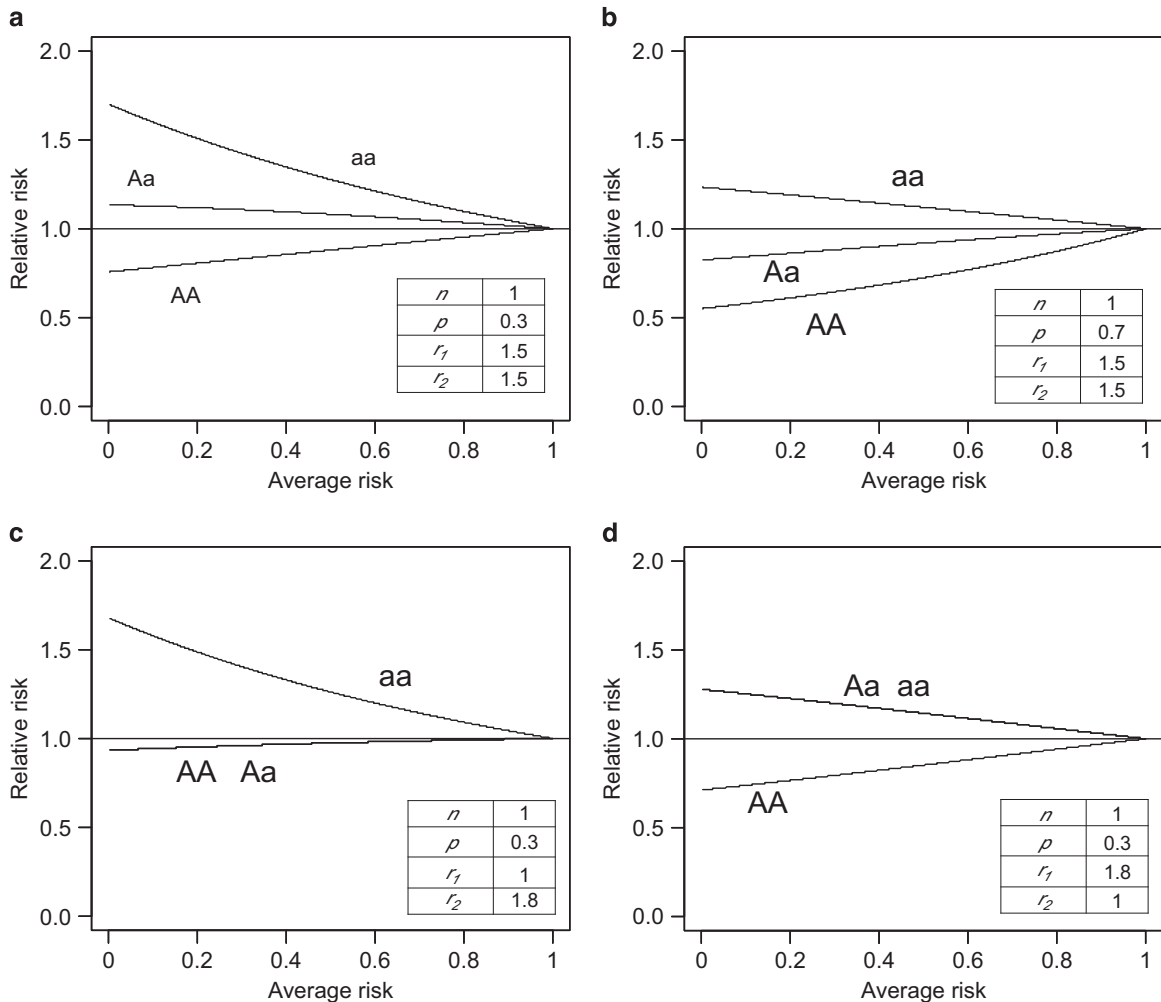 a
2.0
1.5
1.0
0.5
0.0
Relative risk
aa
Aa
AA
n 1
p 0.3
r1 1.5
r2 1.5
0 0.2 0.4 0.6 0.8 1
Average risk
b
2.0
1.5
1.0
0.5
0.0
Relative risk
aa
Aa
AA
n 1
p 0.7
r1 1.5
r2 1.5
0 0.2 0.4 0.6 0.8 1
Average risk
c
2.0
1.5
1.0
0.5
0.0
Relative risk
aa
AA Aa
n 1
p 0.3
r1 1
r2 1.8
0 0.2 0.4 0.6 0.8 1
Average risk
d
2.0
1.5
1.0
0.5
0.0
Relative risk
Aa aa
AA
n 1
p 0.3
r1 1.8
r2 1
0 0.2 0.4 0.6 0.8 1
Average risk